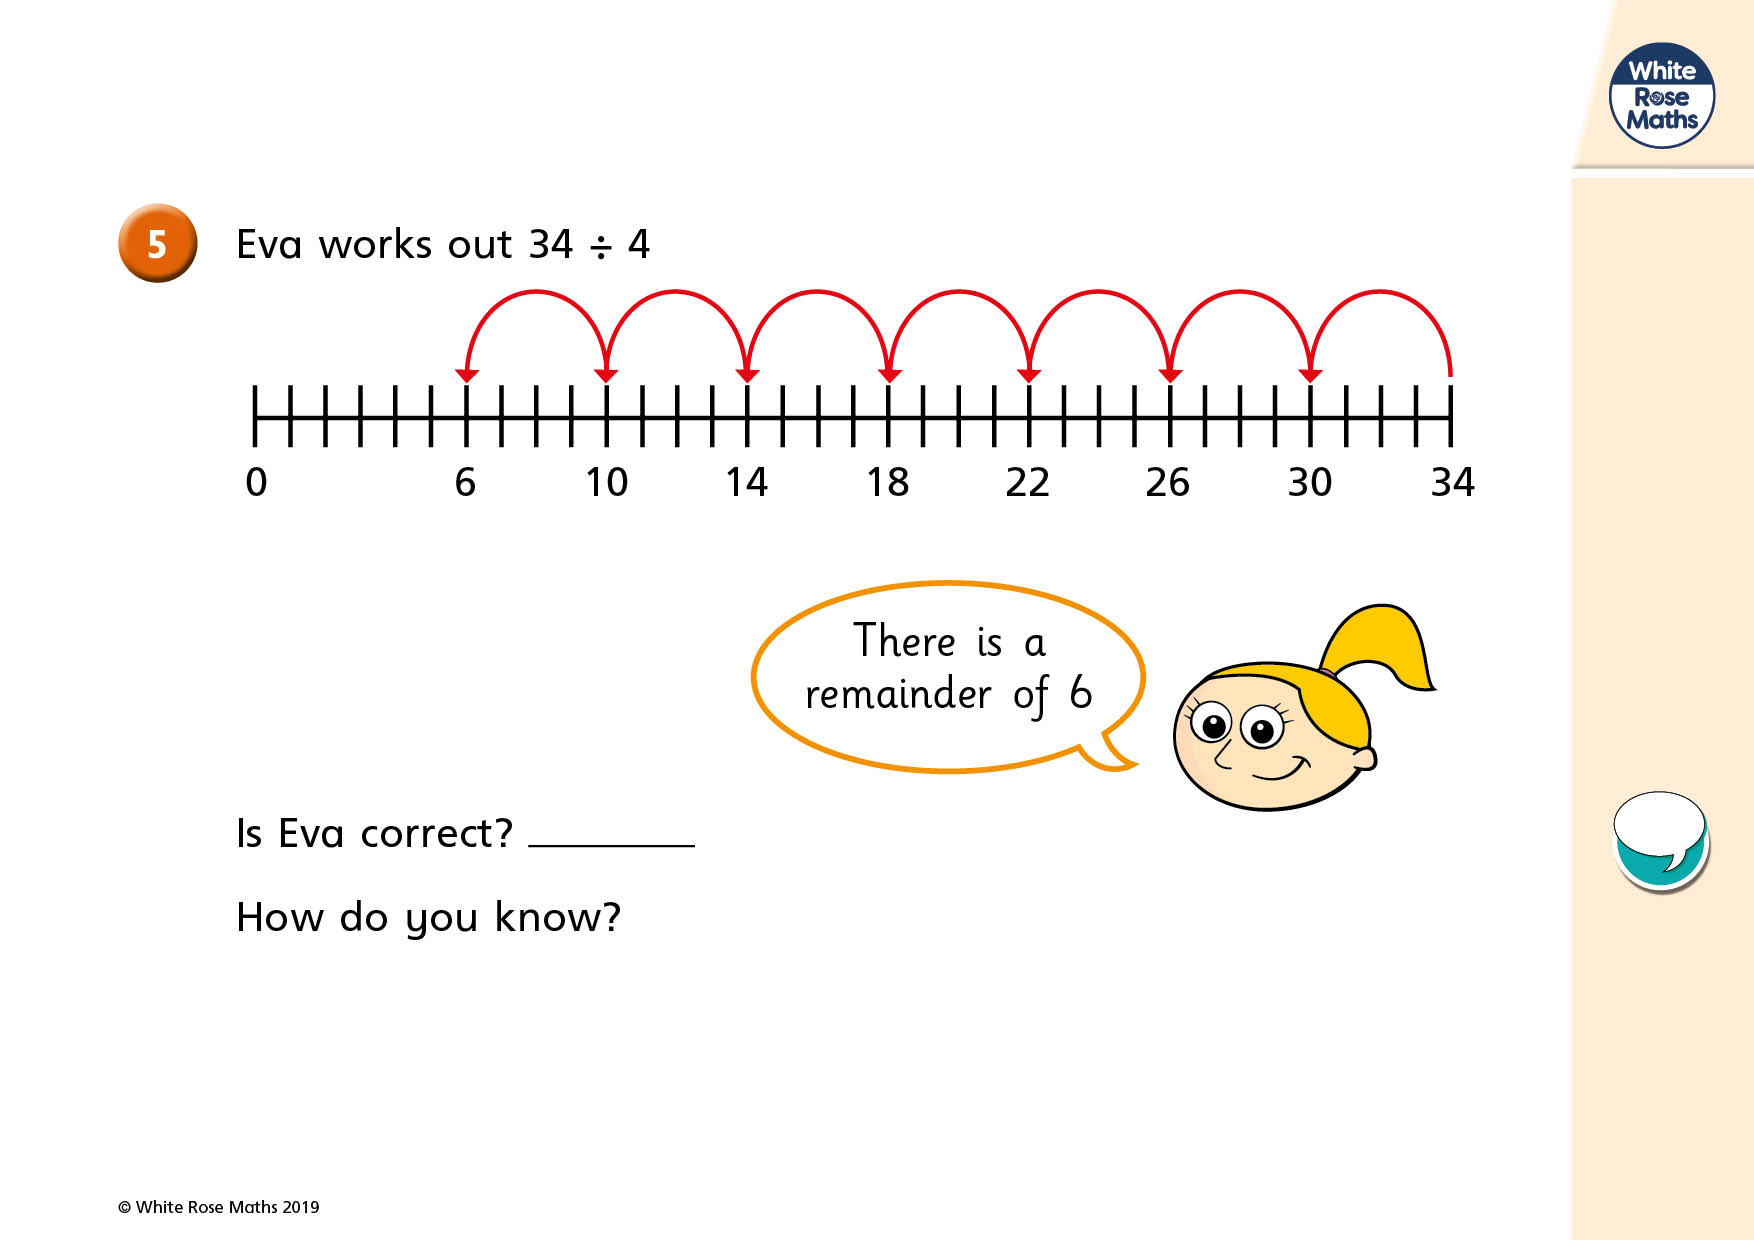 White
Rose
Maths
5 Eva works out 34 ÷ 4
0 6 10 14 18 22 26 30 34
There is a
remainder of 6
Is Eva correct? ________
How do you know?
© White Rose Maths 2019